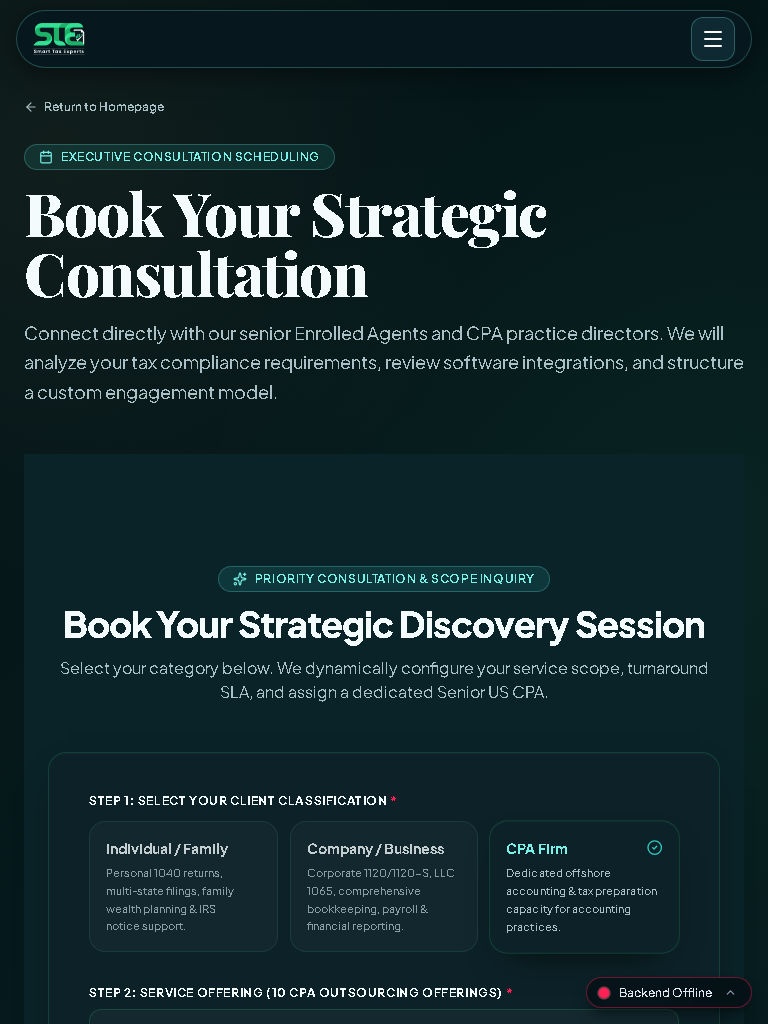 STE
Smart Tax Experts
Return to Homepage
EXECUTIVE CONSULTATION SCHEDULING
Book Your Strategic
Consultation
Connect directly with our senior Enrolled Agents and CPA practice directors. We will
analyze your tax compliance requirements, review software integrations, and structure
a custom engagement model.
PRIORITY CONSULTATION & SCOPE INQUIRY
Book Your Strategic Discovery Session
Select your category below. We dynamically configure your service scope, turnaround
SLA, and assign a dedicated Senior US CPA.
STEP 1: SELECT YOUR CLIENT CLASSIFICATION *
Individual / Family
Personal 1040 returns,
multi-state filings, family
wealth planning & IRS
notice support.
Company / Business
Corporate 1120/1120-S, LLC
1065, comprehensive
bookkeeping, payroll &
financial reporting.
CPA Firm
Dedicated offshore
accounting & tax preparation
capacity for accounting
practices.
STEP 2: SERVICE OFFERING (10 CPA OUTSOURCING OFFERINGS) *
Backend Offline